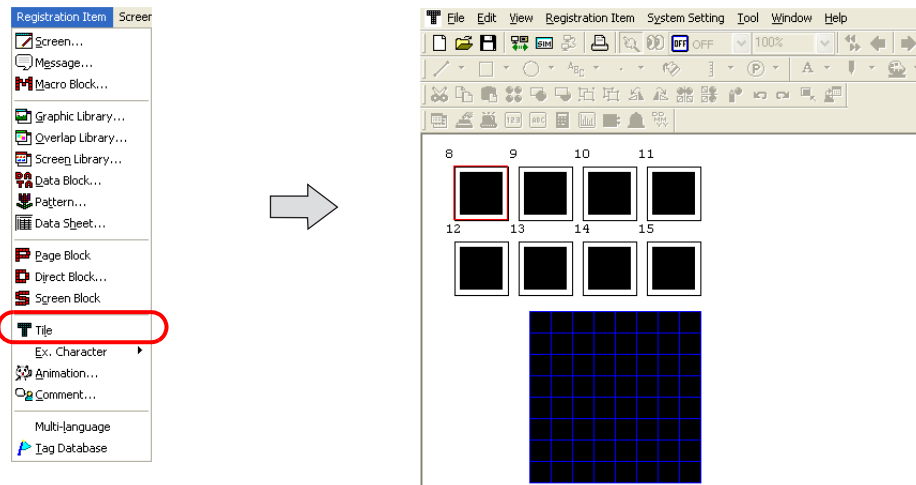 Registration Item Screen
Screen...
Message...
Macro Block...
Graphic Library...
Overlap Library...
Screen Library...
Data Block...
Pattern...
Data Sheet...
Page Block
Direct Block...
Screen Block
Tile
Ex. Character
Animation...
Comment...
Multi-language
Tag Database
File Edit View Registration Item System Setting Tool Window Help
OFF OFF 100%
8 9 10 11
12 13 14 15